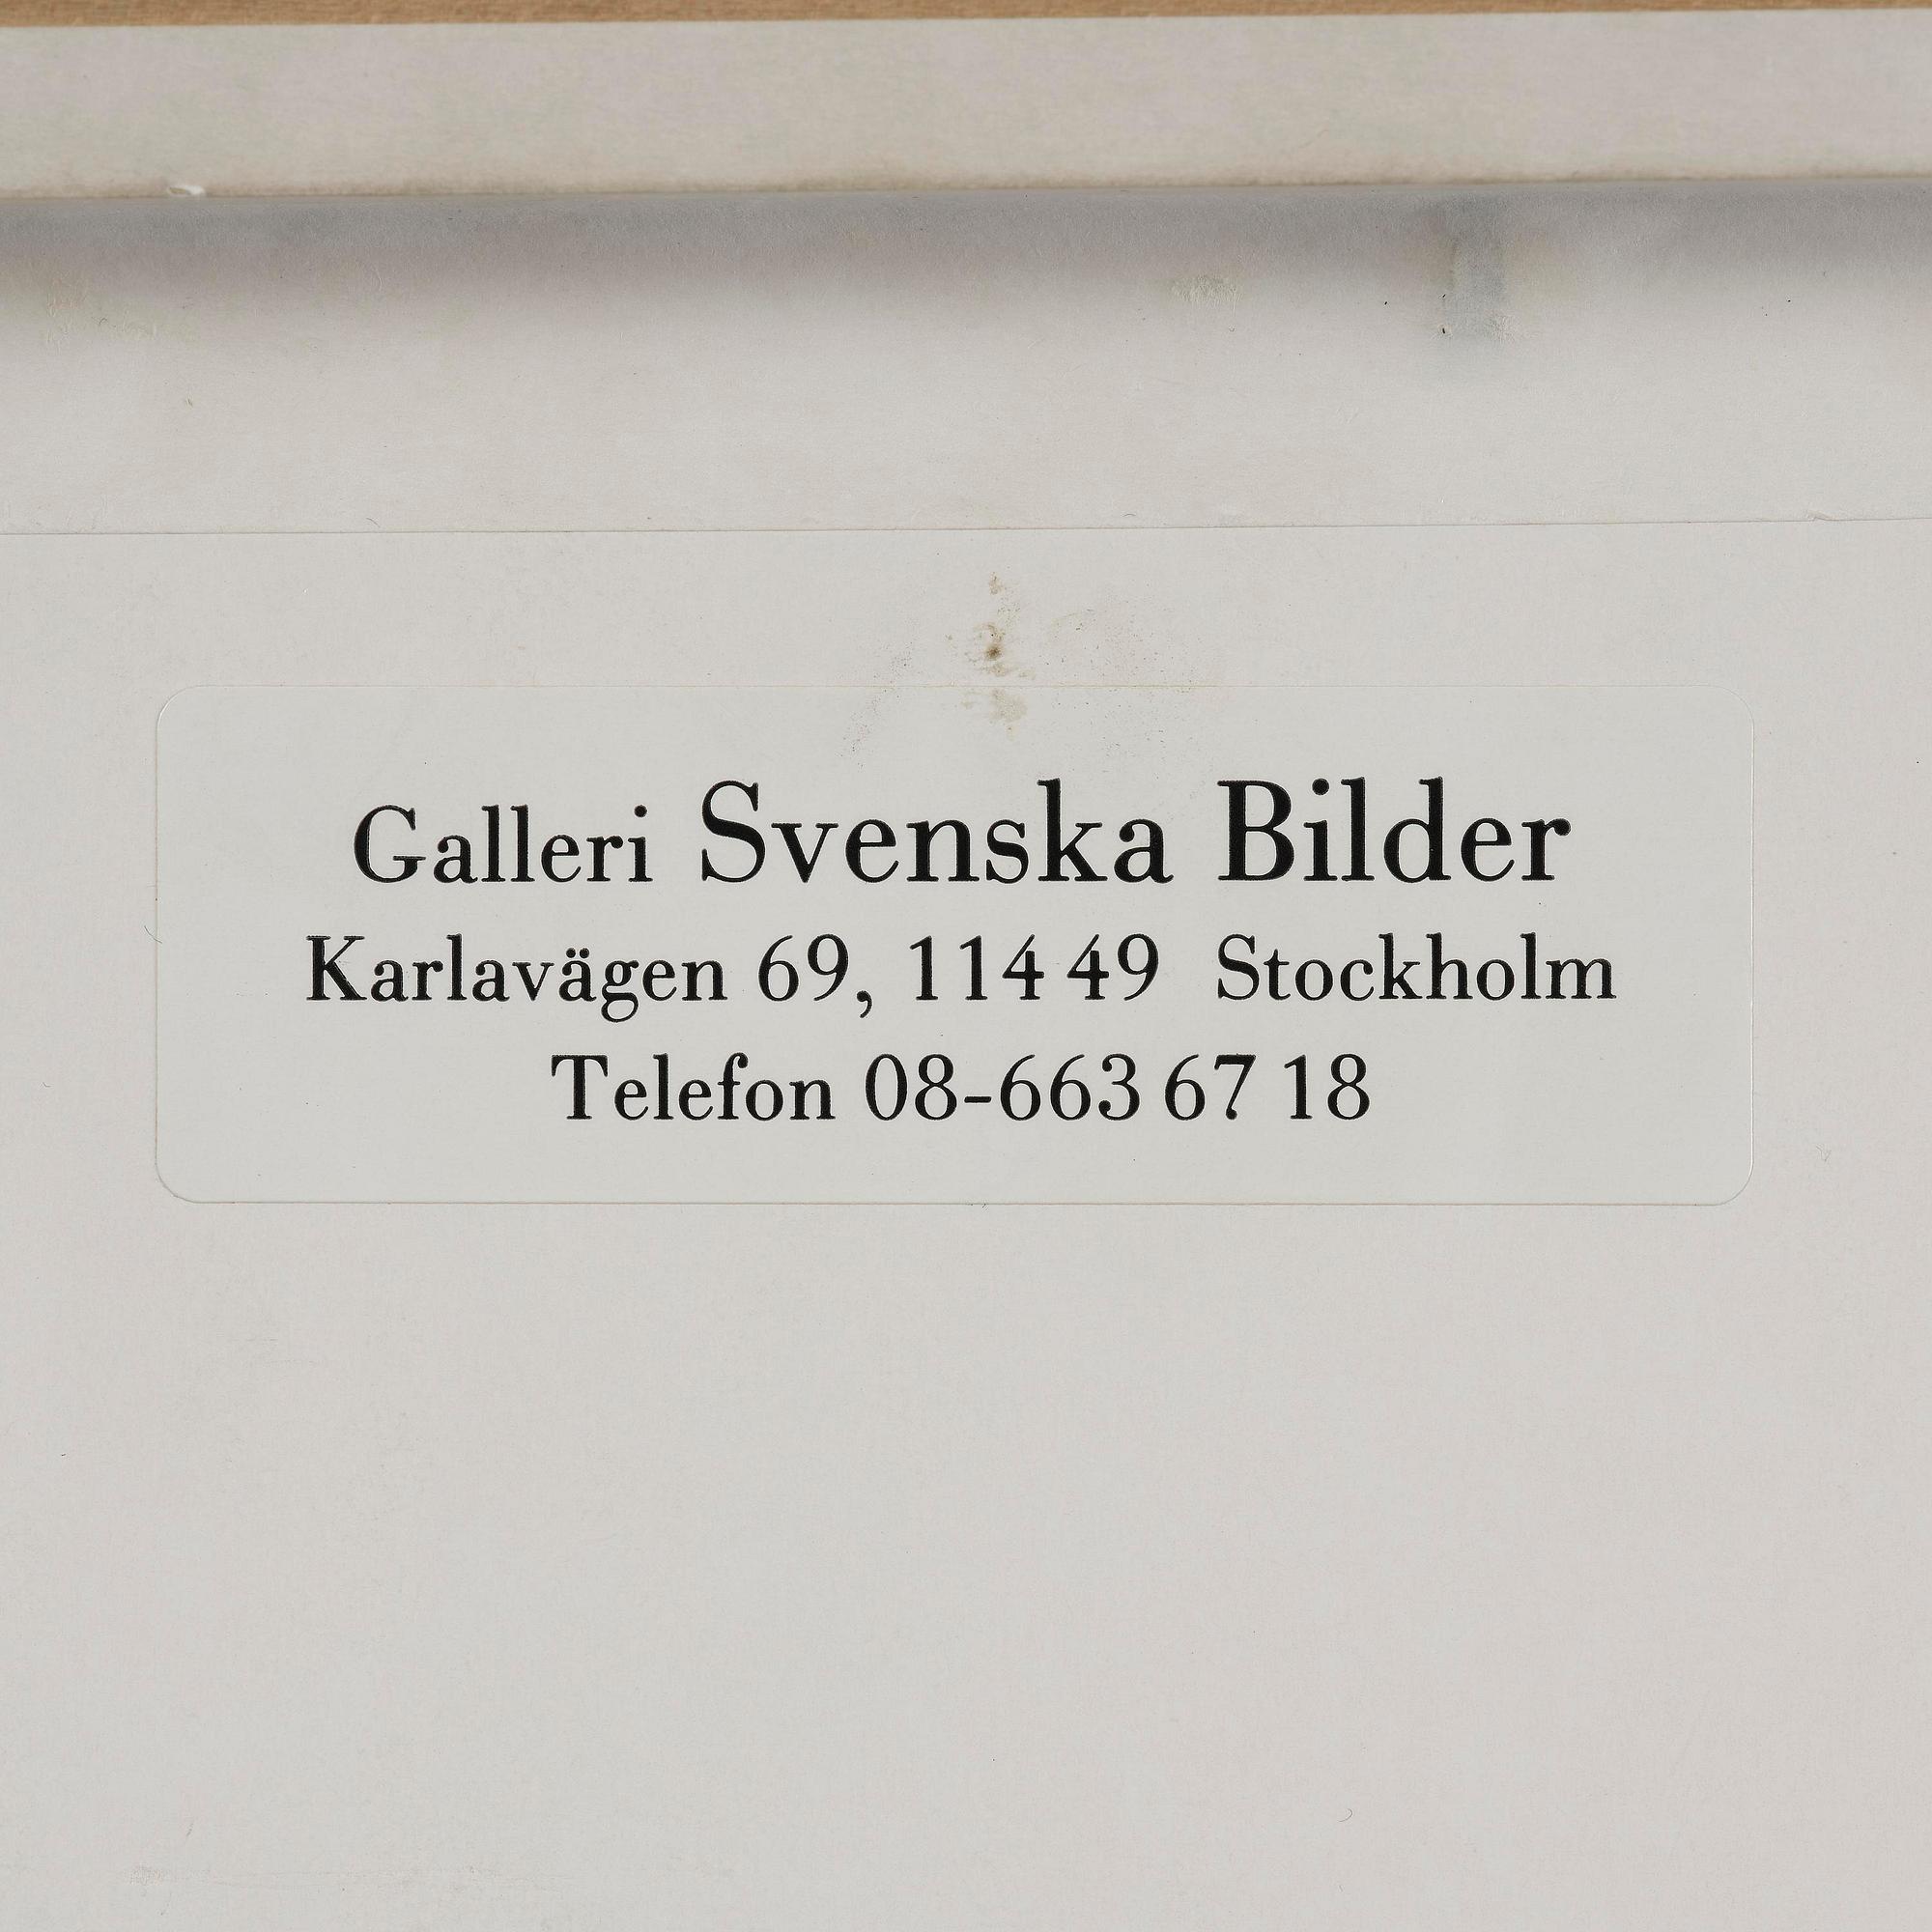 Galleri Svenska Bilder
Karlavägen 69, 114 49 Stockholm
Telefon 08-663 67 18